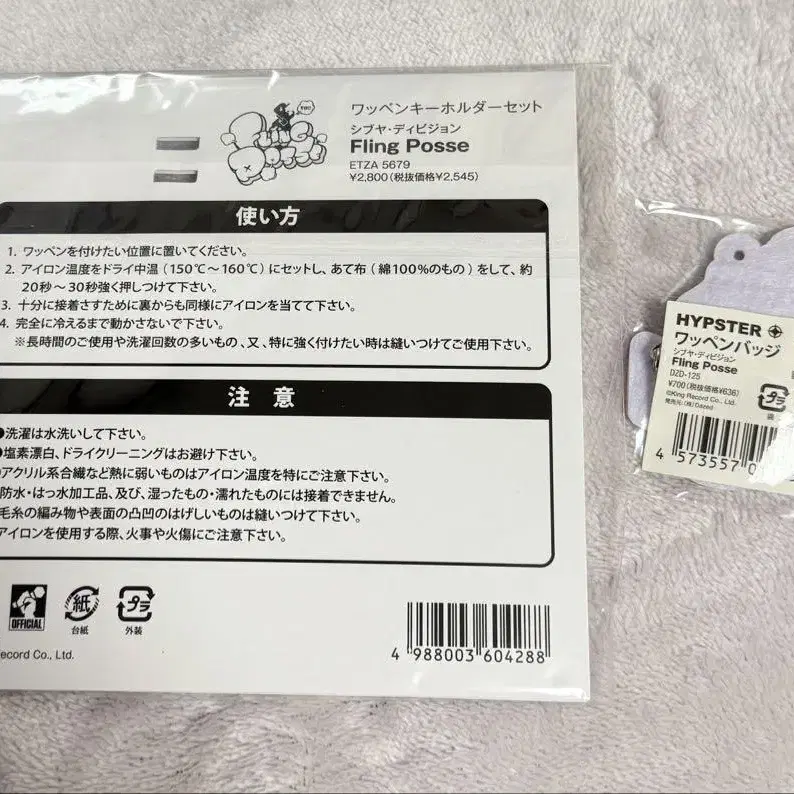 ワッペンキーホルダーセット
シブヤ・ディビジョン
Fling Posse
ETZA 5679
¥2,800(税抜価格¥2,545)
使い方
1. ワッペンを付けたい位置に置いてください。
2. アイロン温度をドライ中温(150℃〜160℃)にセットし、あて布(綿100%のもの)をして、約
20秒〜30秒強く押しつけて下さい。
3. 十分に接着さすために裏からも同様にアイロンを当てて下さい。
4. 完全に冷えるまで動かさないで下さい。
※長時間のご使用や洗濯回数の多いもの、又、特に強く付けたい時は縫いつけてご使用下さい。
注 意
●洗濯は水洗いして下さい。
●塩素漂白、ドライクリーニングはお避け下さい。
●アクリル系合繊など熱に弱いものはアイロン温度を特にご注意下さい。
防水・はっ水加工品、及び、湿ったもの・濡れたものには接着できません。
毛糸の編み物や表面の凸凹のはげしいものは縫いつけて下さい。
アイロンを使用する際、火事や火傷にご注意下さい。
OFFICIAL
紙
台紙
プラ
外装
ecord Co., Ltd.
4 988003 604288
HYPSTER
ワッペンバッジ
シブヤ・ディビジョン
Fling Posse
DZD-125
¥700(税抜価格¥636)
©King Record Co., Ltd.
発売元:(株)Dazed
プラ
4 573557 0